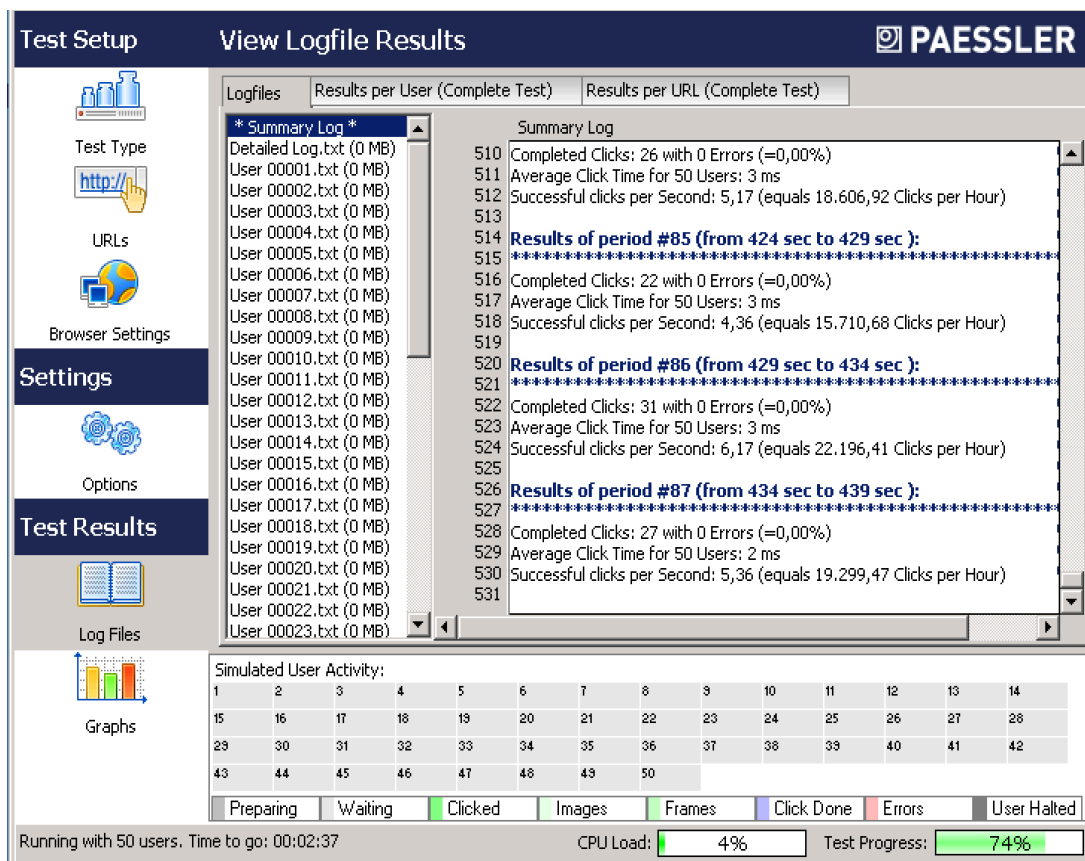 Test Setup
View Logfile Results
PAESSLER
Test Type
http://
URLs
Browser Settings
Settings
Options
Test Results
Log Files
Graphs
Logfiles
Results per User (Complete Test)
Results per URL (Complete Test)
* Summary Log *
Detailed Log.txt (0 MB)
User 00001.txt (0 MB)
User 00002.txt (0 MB)
User 00003.txt (0 MB)
User 00004.txt (0 MB)
User 00005.txt (0 MB)
User 00006.txt (0 MB)
User 00007.txt (0 MB)
User 00008.txt (0 MB)
User 00009.txt (0 MB)
User 00010.txt (0 MB)
User 00011.txt (0 MB)
User 00012.txt (0 MB)
User 00013.txt (0 MB)
User 00014.txt (0 MB)
User 00015.txt (0 MB)
User 00016.txt (0 MB)
User 00017.txt (0 MB)
User 00018.txt (0 MB)
User 00019.txt (0 MB)
User 00020.txt (0 MB)
User 00021.txt (0 MB)
User 00022.txt (0 MB)
User 00023.txt (0 MB)
Summary Log
510 Completed Clicks: 26 with 0 Errors (=0,00%)
511 Average Click Time for 50 Users: 3 ms
512 Successful clicks per Second: 5,17 (equals 18.606,92 Clicks per Hour)
513
514 Results of period #85 (from 424 sec to 429 sec ):
515 ************************************************************
516 Completed Clicks: 22 with 0 Errors (=0,00%)
517 Average Click Time for 50 Users: 3 ms
518 Successful clicks per Second: 4,36 (equals 15.710,68 Clicks per Hour)
519
520 Results of period #86 (from 429 sec to 434 sec ):
521 ************************************************************
522 Completed Clicks: 31 with 0 Errors (=0,00%)
523 Average Click Time for 50 Users: 3 ms
524 Successful clicks per Second: 6,17 (equals 22.196,41 Clicks per Hour)
525
526 Results of period #87 (from 434 sec to 439 sec ):
527 ************************************************************
528 Completed Clicks: 27 with 0 Errors (=0,00%)
529 Average Click Time for 50 Users: 2 ms
530 Successful clicks per Second: 5,36 (equals 19.299,47 Clicks per Hour)
531
Simulated User Activity:
1 2 3 4 5 6 7 8 9 10 11 12 13 14
15 16 17 18 19 20 21 22 23 24 25 26 27 28
29 30 31 32 33 34 35 36 37 38 39 40 41 42
43 44 45 46 47 48 49 50
Preparing Waiting Clicked Images Frames Click Done Errors User Halted
Running with 50 users. Time to go: 00:02:37 CPU Load: 4% Test Progress: 74%